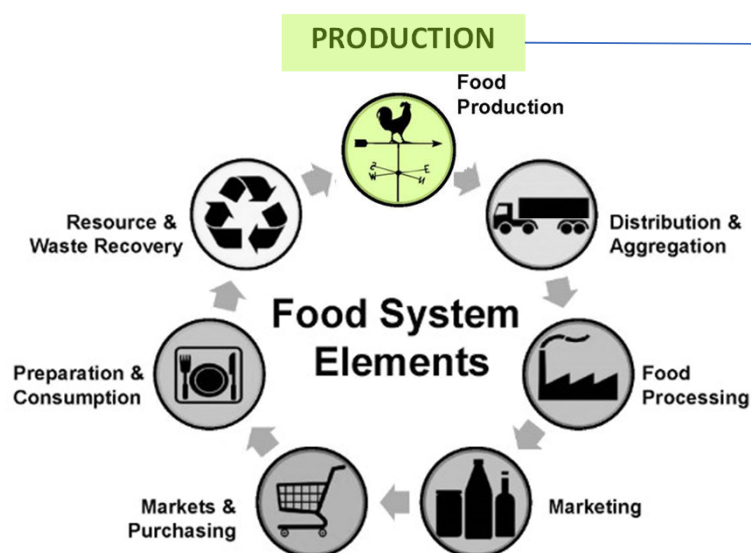 PRODUCTION
Food
Production
Distribution &
Aggregation
Food
Processing
Marketing
Markets &
Purchasing
Preparation &
Consumption
Resource &
Waste Recovery
Food System
Elements
S
E
W
N